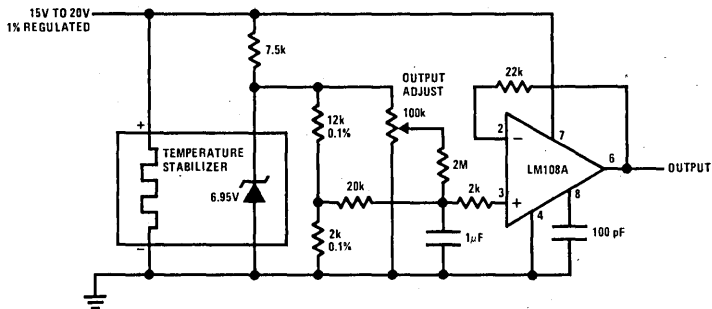 15V TO 20V
1% REGULATED
7.5k
OUTPUT
ADJUST
22k
12k
0.1%
100k
2
7
+
TEMPERATURE
STABILIZER
−
LM108A
6
OUTPUT
2M
6.95V
20k
2k
3
+
4
8
2k
0.1%
1µF
100 pF
−